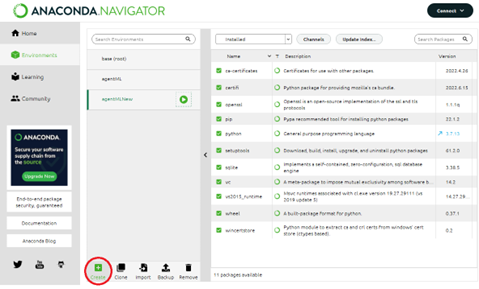 ANACONDA.NAVIGATOR
Connect
Home
Environments
Learning
Community
ANACONDA
Secure your software
supply chain from
the source
Upgrade Now
End-to-end package
security, guaranteed
Documentation
Anaconda Blog
Search Environments
base (root)
agentML
agentMLNew
Create
Clone
Import
Backup
Remove
Installed
Channels
Update index...
Search Packages
Name
Description
Version
ca-certificates
Certificates for use with other packages.
2022.4.26
certifi
Python package for providing mozilla's ca bundle.
2022.6.15
openssl
Openssl is an open-source implementation of the ssl and tls
protocols
1.1.1q
pip
Pypa recommended tool for installing python packages.
python
General purpose programming language
3.7.13
setuptools
Download, build, install, upgrade, and uninstall python packages
61.2.0
sqlite
Implements a self-contained, zero-configuration, sql database
engine
3.38.5
vc
A meta-package to impose mutual exclusivity among software b...
14.2
vs2015_runtime
Msvc runtimes associated with cl.exe version 19.27.29111 (vs
2019 update 5)
14.27.29...
wheel
A built-package format for python.
0.37.1
wincertstore
Python module to extract ca and crl certs from windows' cert
store (ctypes based).
0.2
11 packages available